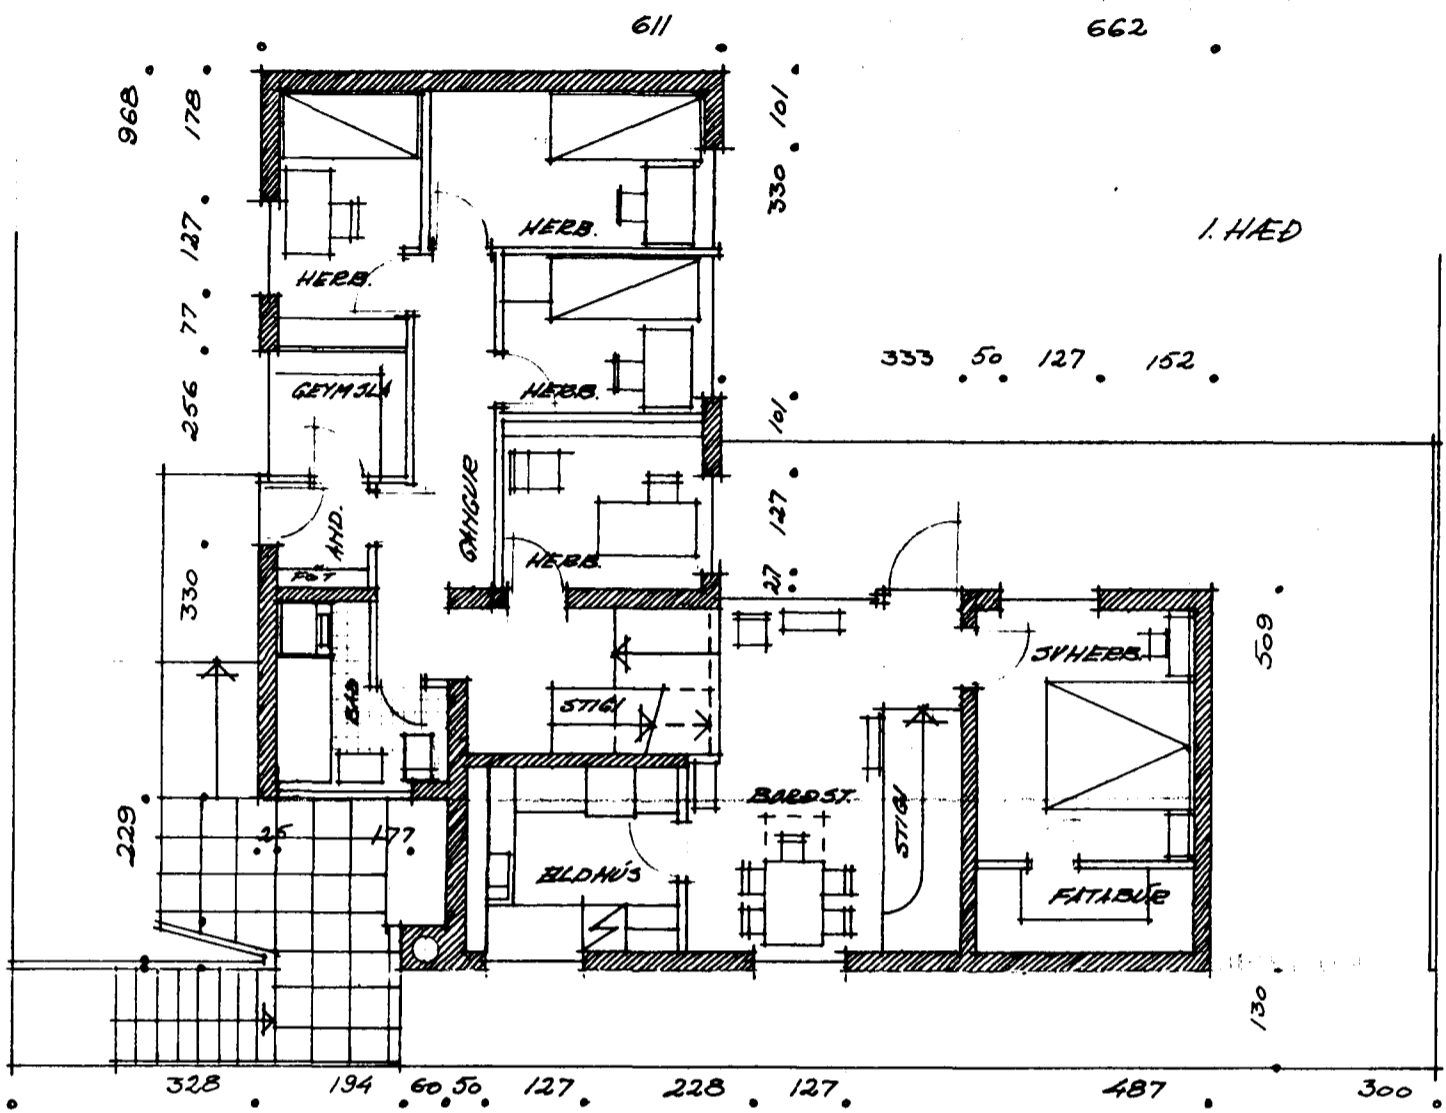 611
662
968
178
101
330
HERB.
1. HÆÐ
127
HERB.
77
333
50
127
152
GEYMSLA
HERB.
101
256
GANGUR
127
AND.
HERB.
FÖT
27
330
509
SVHERB.
BAÐ
STIGI
BORÐST.
STIGI
229
25
177
ELDHÚS
FATABÚR
130
328
194
60
50
127
228
127
487
300